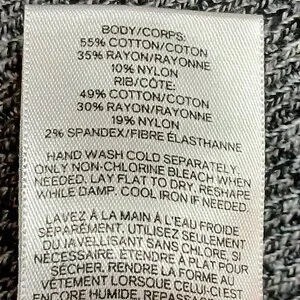 BODY/CORPS:
55% COTTON/COTON
35% RAYON/RAYONNE
10% NYLON
RIB/CÔTE:
49% COTTON/COTON
30% RAYON/RAYONNE
19% NYLON
2% SPANDEX/FIBRE ÉLASTHANNE
HAND WASH COLD SEPARATELY.
ONLY NON-CHLORINE BLEACH WHEN
NEEDED. LAY FLAT TO DRY. RESHAPE
WHILE DAMP. COOL IRON IF NEEDED.
LAVEZ À LA MAIN À L'EAU FROIDE
SÉPARÉMENT. UTILISEZ SEULEMENT
DU JAVELLISANT SANS CHLORE, SI
NÉCESSAIRE. ÉTENDRE À PLAT POUR
SÉCHER. RENDRE LA FORME AU
VÊTEMENT LORSQUE CELUI-CI EST
ENCORE HUMIDE.